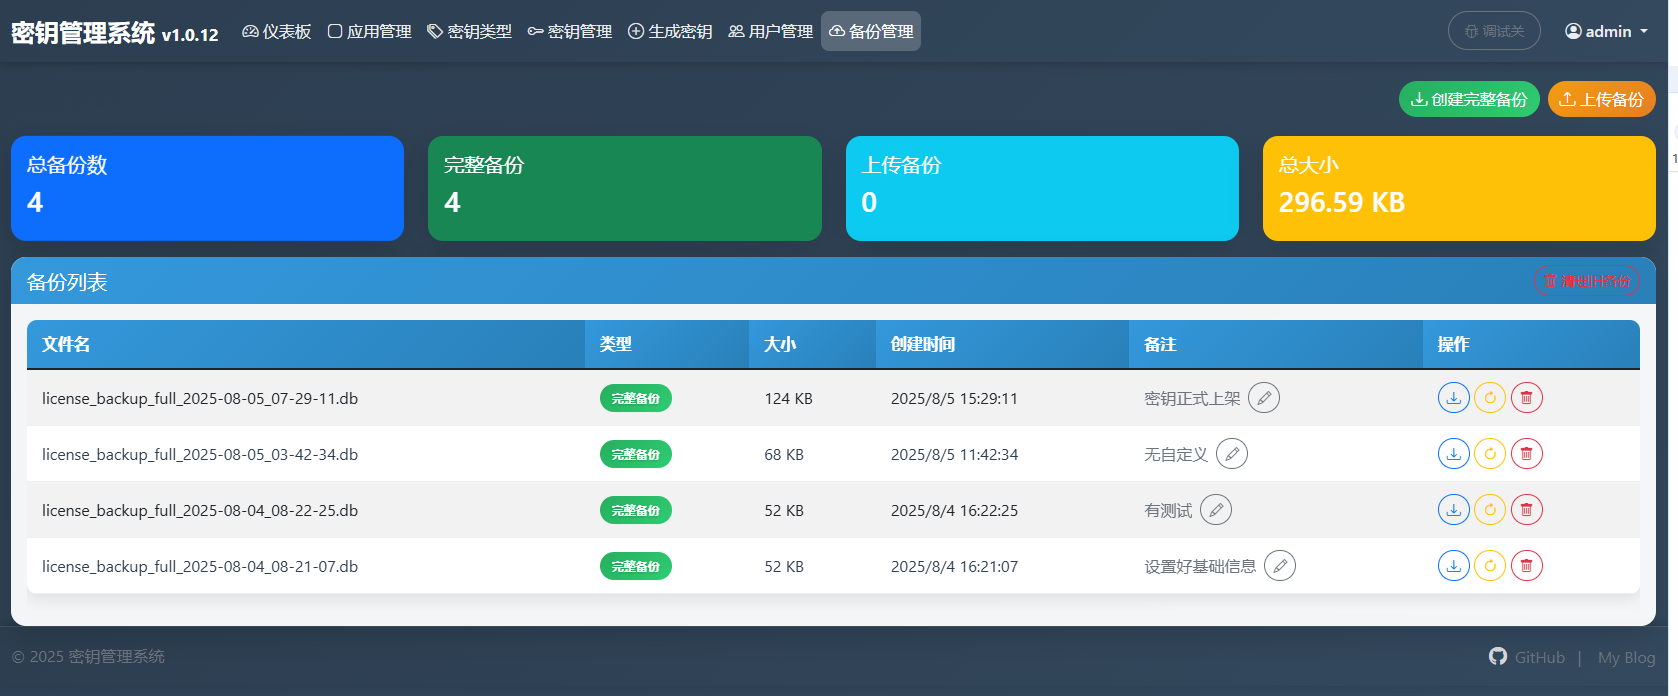 密钥管理系统 v1.0.12 仪表板 应用管理 密钥类型 密钥管理 生成密钥 用户管理 备份管理 调试关 admin
创建完整备份 上传备份
总备份数 完整备份 上传备份 总大小
4 4 0 296.59 KB
备份列表 清理旧备份
文件名 类型 大小 创建时间 备注 操作
license_backup_full_2025-08-05_07-29-11.db 完整备份 124 KB 2025/8/5 15:29:11 密钥正式上架
license_backup_full_2025-08-05_03-42-34.db 完整备份 68 KB 2025/8/5 11:42:34 无自定义
license_backup_full_2025-08-04_08-22-25.db 完整备份 52 KB 2025/8/4 16:22:25 有测试
license_backup_full_2025-08-04_08-21-07.db 完整备份 52 KB 2025/8/4 16:21:07 设置好基础信息
© 2025 密钥管理系统 GitHub | My Blog